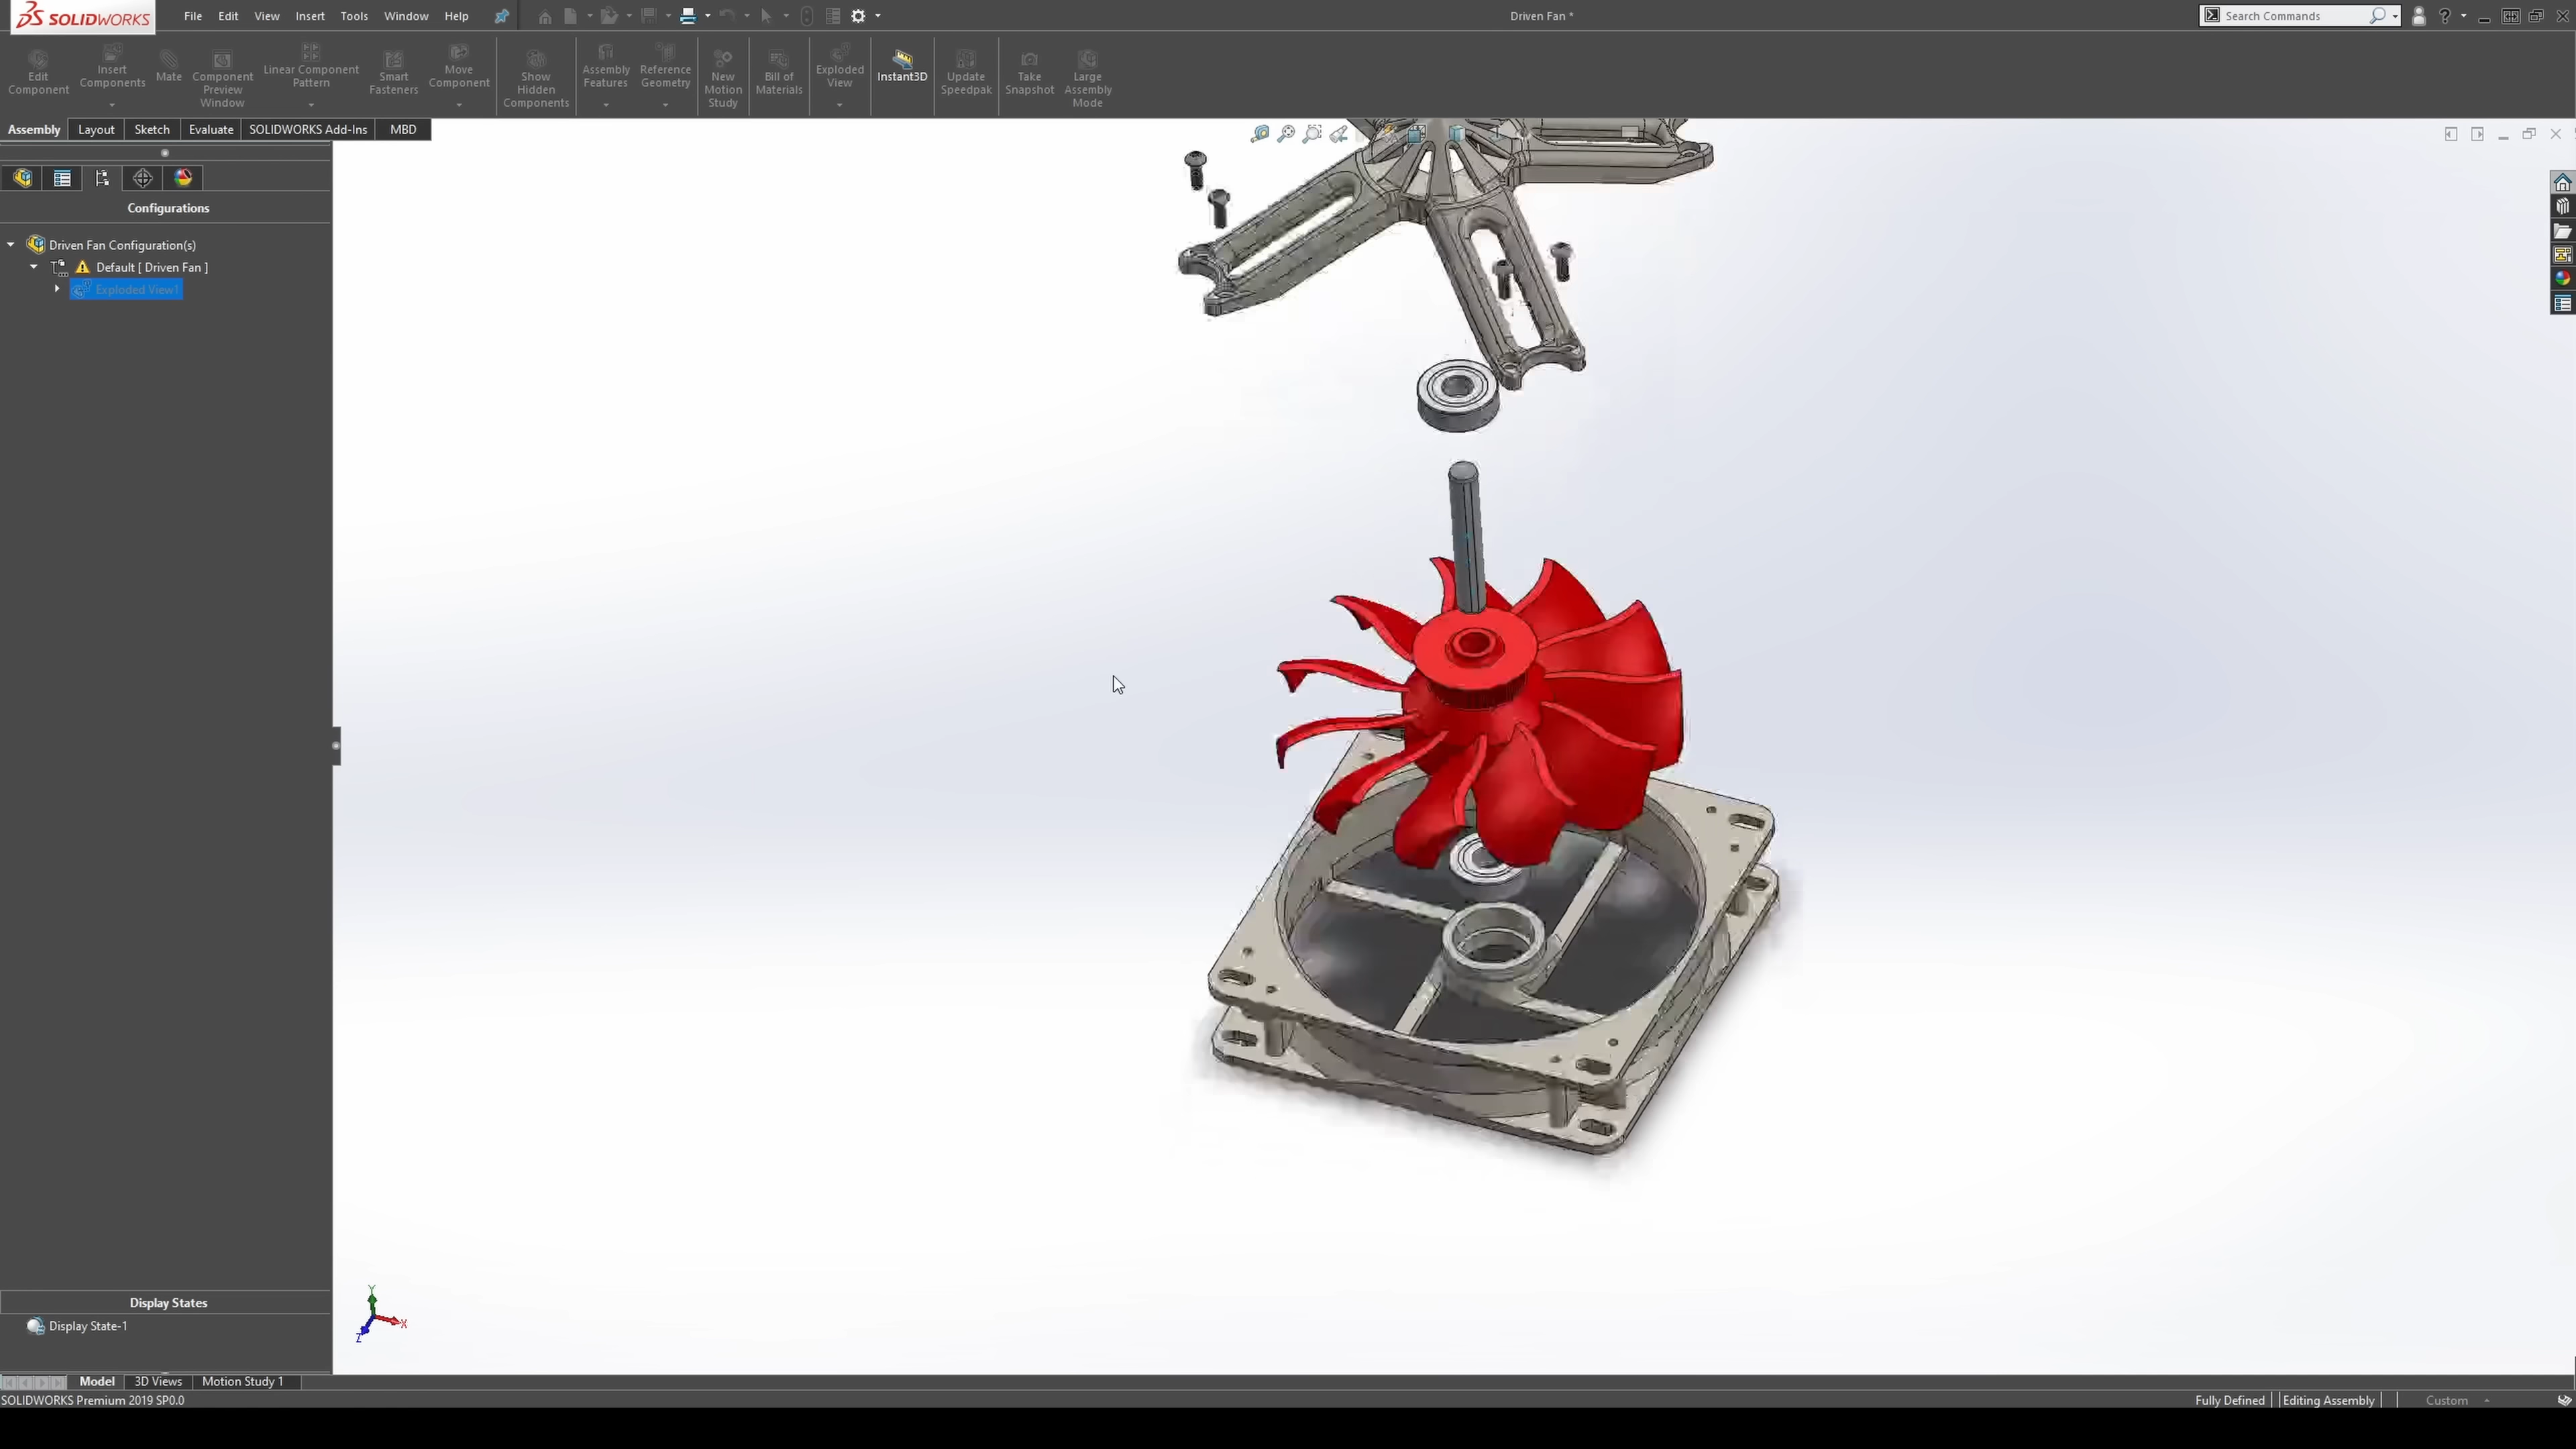 SOLIDWORKS File Edit View Insert Tools Window Help Driven Fan * Search Commands
Edit Component
Insert Components
Mate
Component Preview Window
Linear Component Pattern
Smart Fasteners
Move Component
Show Hidden Components
Assembly Features
Reference Geometry
New Motion Study
Bill of Materials
Exploded View
Instant3D
Update Speedpak
Take Snapshot
Large Assembly Mode
Assembly Layout Sketch Evaluate SOLIDWORKS Add-Ins MBD
Configurations
Driven Fan Configuration(s)
Default [ Driven Fan ]
Exploded View1
Display States
Display State-1
Y
X
Z
Model 3D Views Motion Study 1
SOLIDWORKS Premium 2019 SP0.0 Fully Defined Editing Assembly Custom